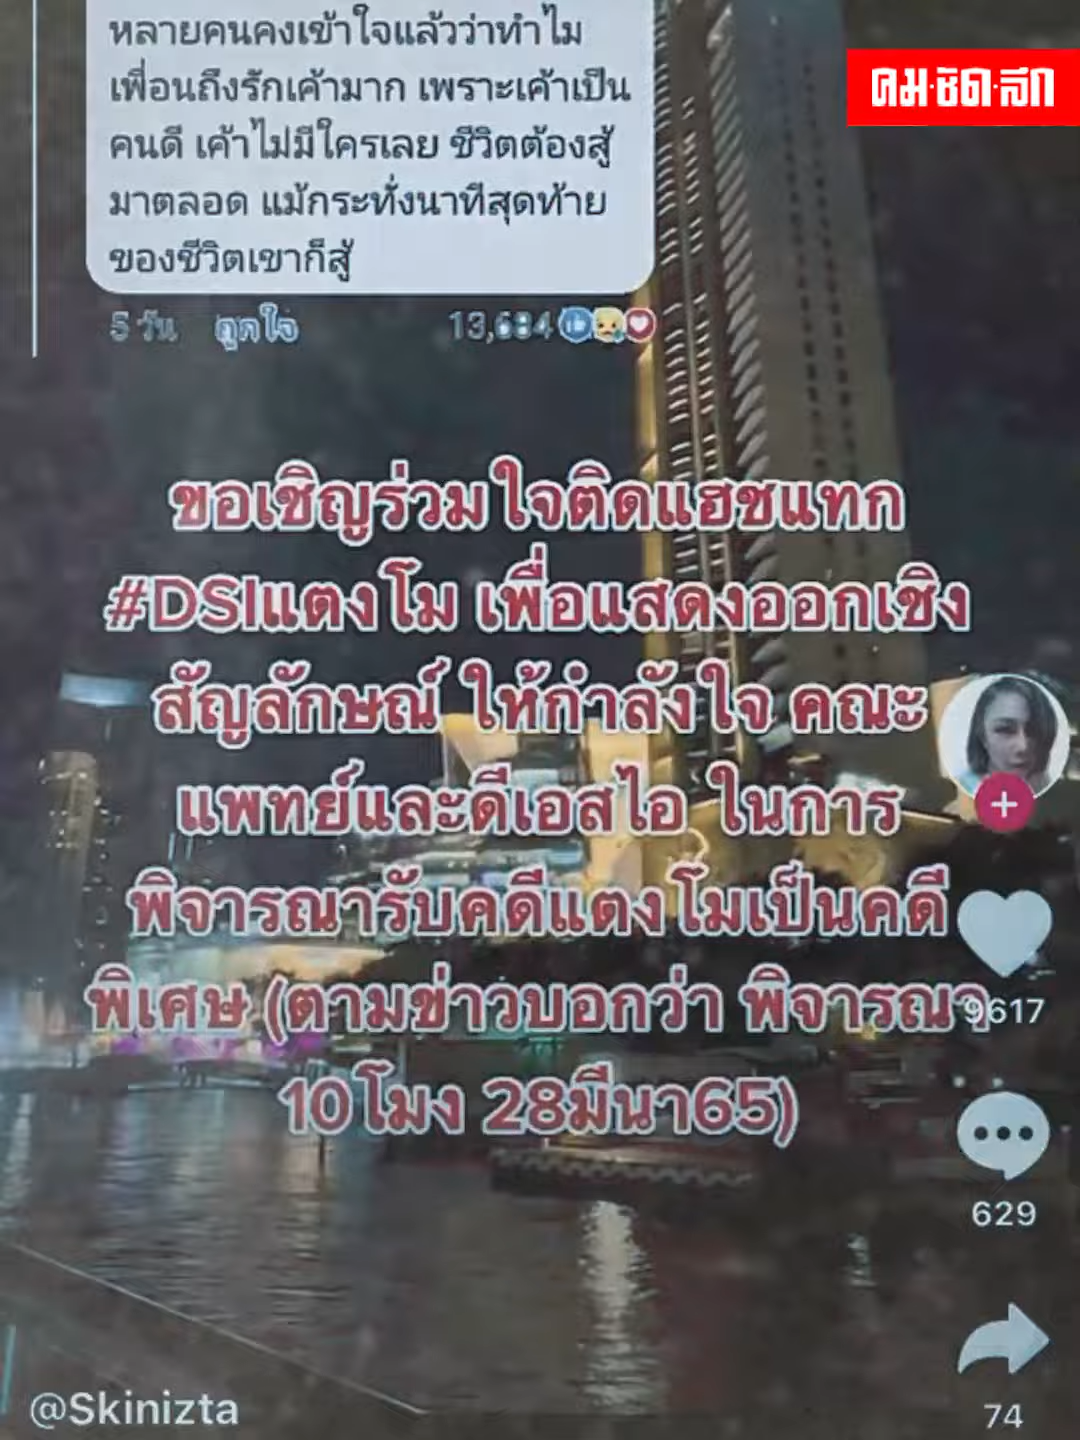 หลายคนคงเข้าใจแล้วว่าทำไม
เพื่อนถึงรักเค้ามาก เพราะเค้าเป็น
คนดี เค้าไม่มีใครเลย ชีวิตต้องสู้
มาตลอด แม้กระทั่งนาทีสุดท้าย
ของชีวิตเขาก็สู้
คม·ชัด·ลึก
5 วัน ถูกใจ 13,684
ขอเชิญร่วมใจติดแฮชแทก
#DSIแตงโม เพื่อแสดงออกเชิง
สัญลักษณ์ ให้กำลังใจ คณะ
แพทย์และดีเอสไอ ในการ
พิจารณารับคดีแตงโมเป็นคดี
พิเศษ (ตามข่าวบอกว่า พิจารณา
10โมง 28มีนา65)
9617
629
74
@Skinizta